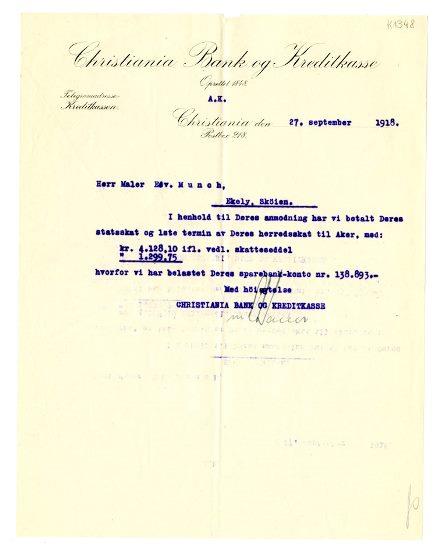 K1348
Christiania Bank og Kreditkasse
Oprettet 1848
Telegramadresse
Kreditkassen.
A.K.
Christiania den 27. september 1918.
Postbox 218.
Herr Maler Edv. Munch,
Ekely, Sköien.
I henhold til Deres anmodning har vi betalt Deres
statsskat og 1ste termin av Deres herredsskat til Aker, med:
kr. 4.128,10 ifl. vedl. skatteseddel
" 1.299,75
hvorfor vi har belastet Deres sparebank-konto nr. 138.893.-
Med höiagtelse
CHRISTIANIA BANK OG KREDITKASSE